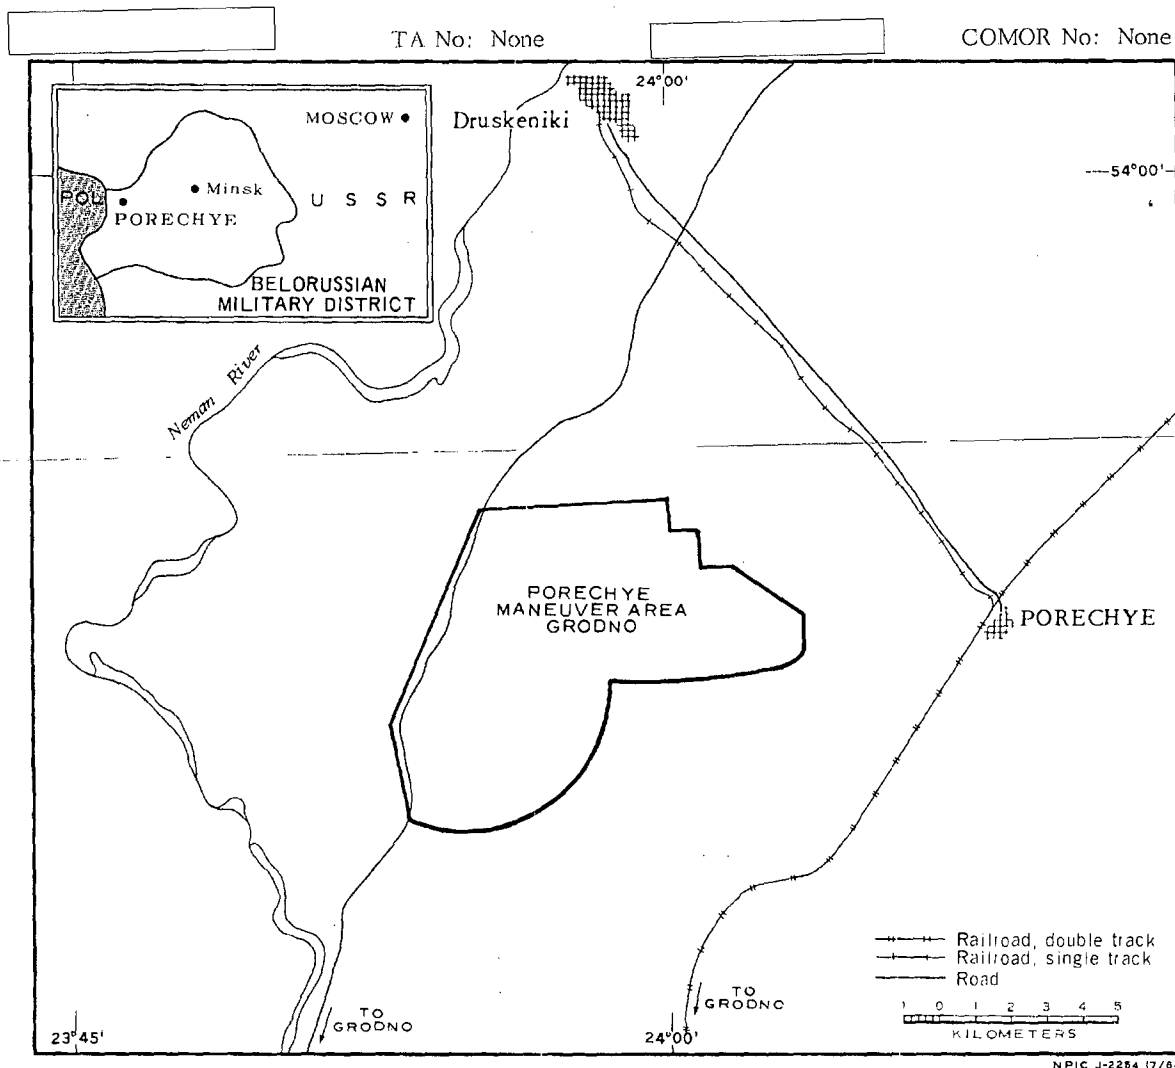 TA No: None
COMOR No: None
24°00'
Druskeniki
54°00'
MOSCOW
Minsk
POL
PORECHYE
U S S R
BELORUSSIAN
MILITARY DISTRICT
Neman River
PORECHYE
MANEUVER AREA
GRODNO
PORECHYE
Railroad, double track
Railroad, single track
Road
TO
GRODNO
TO
GRODNO
1 0 1 2 3 4 5
KILOMETERS
23°45'
24°00'
NPIC J-2254